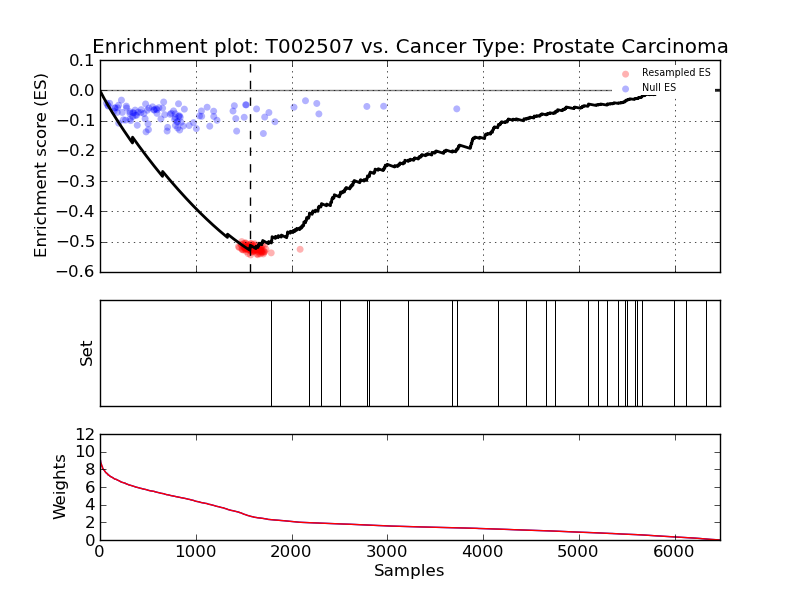 Enrichment plot: T002507 vs. Cancer Type: Prostate Carcinoma
Enrichment score (ES)
0.1
0.0
−0.1
−0.2
−0.3
−0.4
−0.5
−0.6
Resampled ES
Null ES
Set
Weights
12
10
8
6
4
2
0
0 1000 2000 3000 4000 5000 6000
Samples